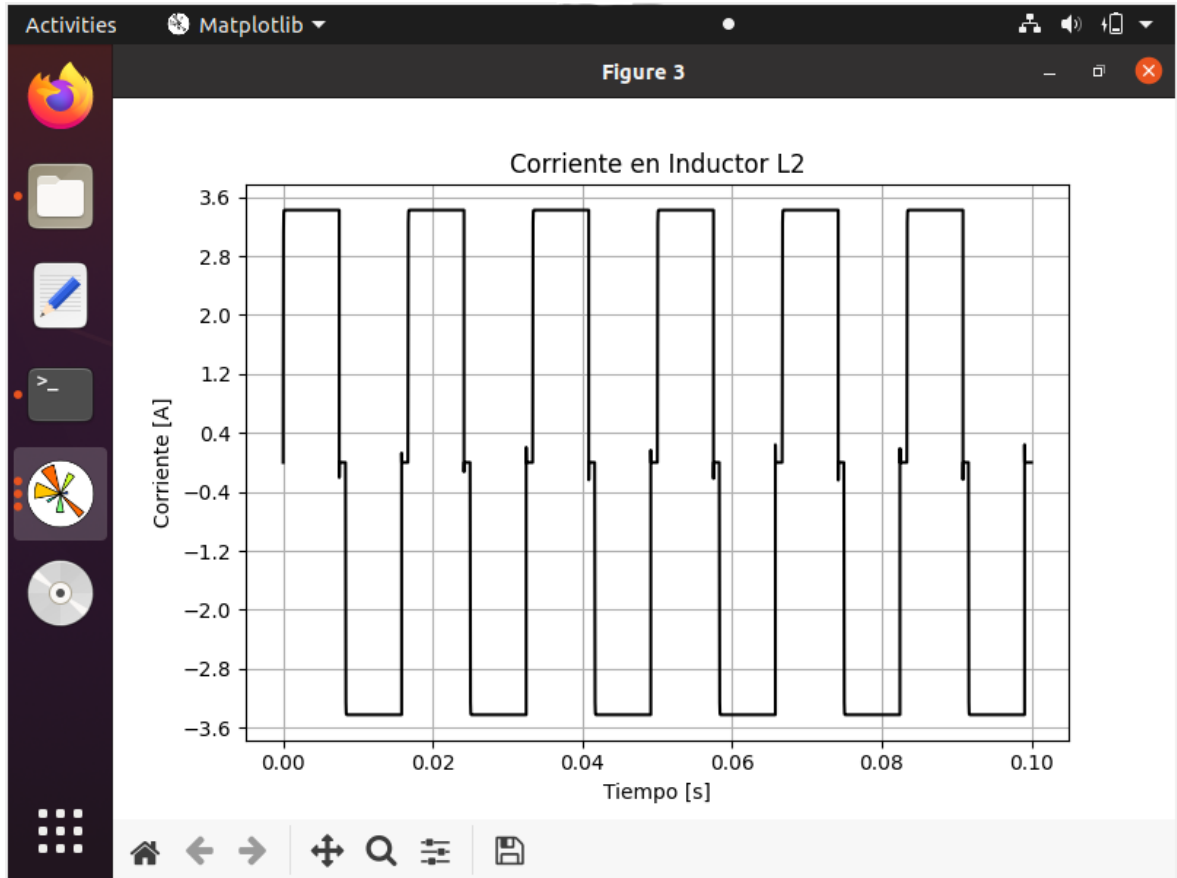 Activities Matplotlib
Figure 3
Corriente en Inductor L2
3.6
2.8
2.0
1.2
0.4
−0.4
−1.2
−2.0
−2.8
−3.6
Corriente [A]
0.00 0.02 0.04 0.06 0.08 0.10
Tiempo [s]
>_